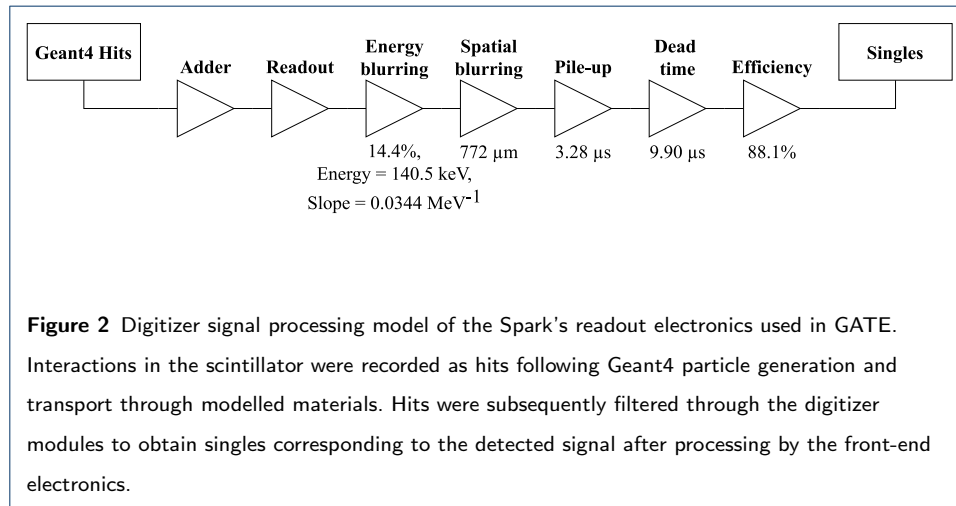 Geant4 Hits
Adder
Readout
Energy
blurring
Spatial
blurring
Pile-up
Dead
time
Efficiency
Singles
14.4%,
Energy = 140.5 keV,
Slope = 0.0344 MeV-1
772 μm
3.28 μs
9.90 μs
88.1%
Figure 2 Digitizer signal processing model of the Spark's readout electronics used in GATE.
Interactions in the scintillator were recorded as hits following Geant4 particle generation and
transport through modelled materials. Hits were subsequently filtered through the digitizer
modules to obtain singles corresponding to the detected signal after processing by the front-end
electronics.